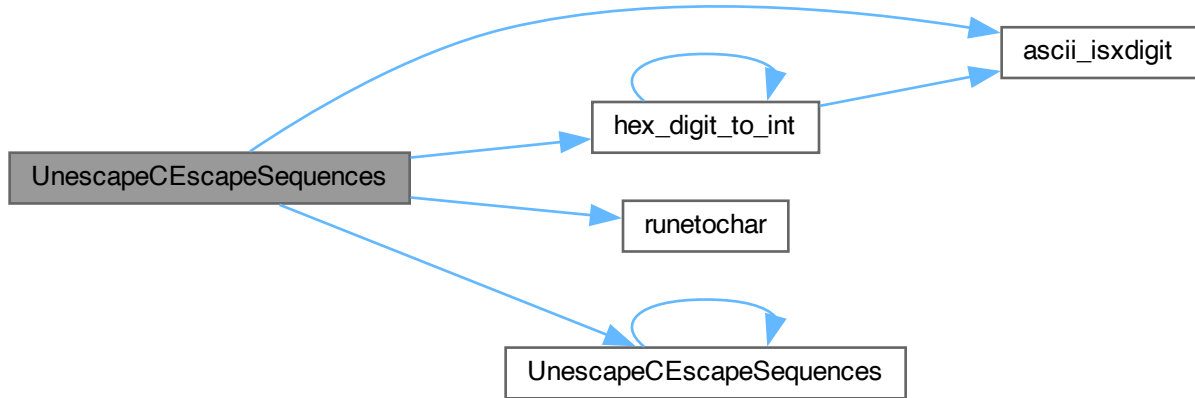 ascii_isxdigit
hex_digit_to_int
UnescapeCEscapeSequences
runetochar
UnescapeCEscapeSequences